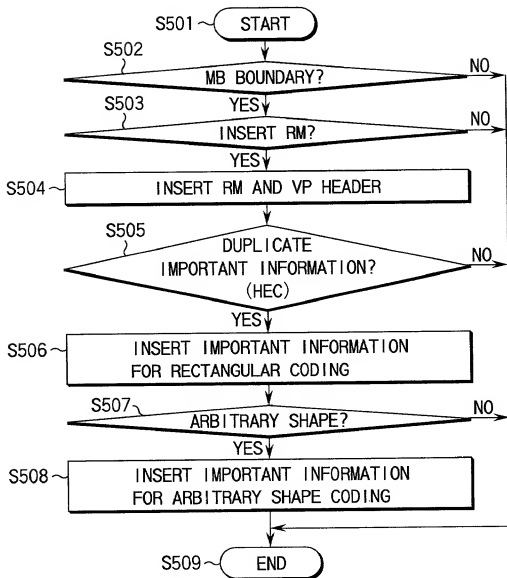 S501
START
S502
MB BOUNDARY?
NO
YES
S503
INSERT RM?
NO
YES
S504
INSERT RM AND VP HEADER
S505
DUPLICATE
IMPORTANT INFORMATION?
(HEC)
NO
YES
S506
INSERT IMPORTANT INFORMATION
FOR RECTANGULAR CODING
S507
ARBITRARY SHAPE?
NO
YES
S508
INSERT IMPORTANT INFORMATION
FOR ARBITRARY SHAPE CODING
S509
END